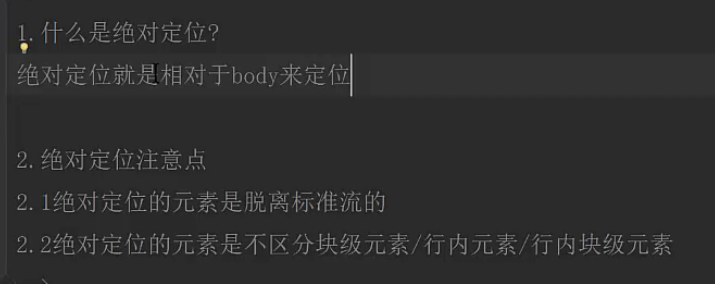 1.什么是绝对定位?
绝对定位就是相对于body来定位
2.绝对定位注意点
2.1绝对定位的元素是脱离标准流的
2.2绝对定位的元素是不区分块级元素/行内元素/行内块级元素